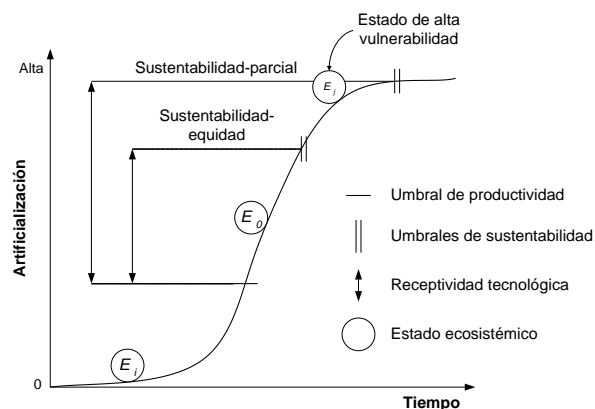 Estado de alta
vulnerabilidad
Alta
Sustentabilidad-parcial
E j
Sustentabilidad-
equidad
Artificialización
E 0
Umbral de productividad
Umbrales de sustentabilidad
Receptividad tecnológica
Estado ecosistémico
E i
0
Tiempo